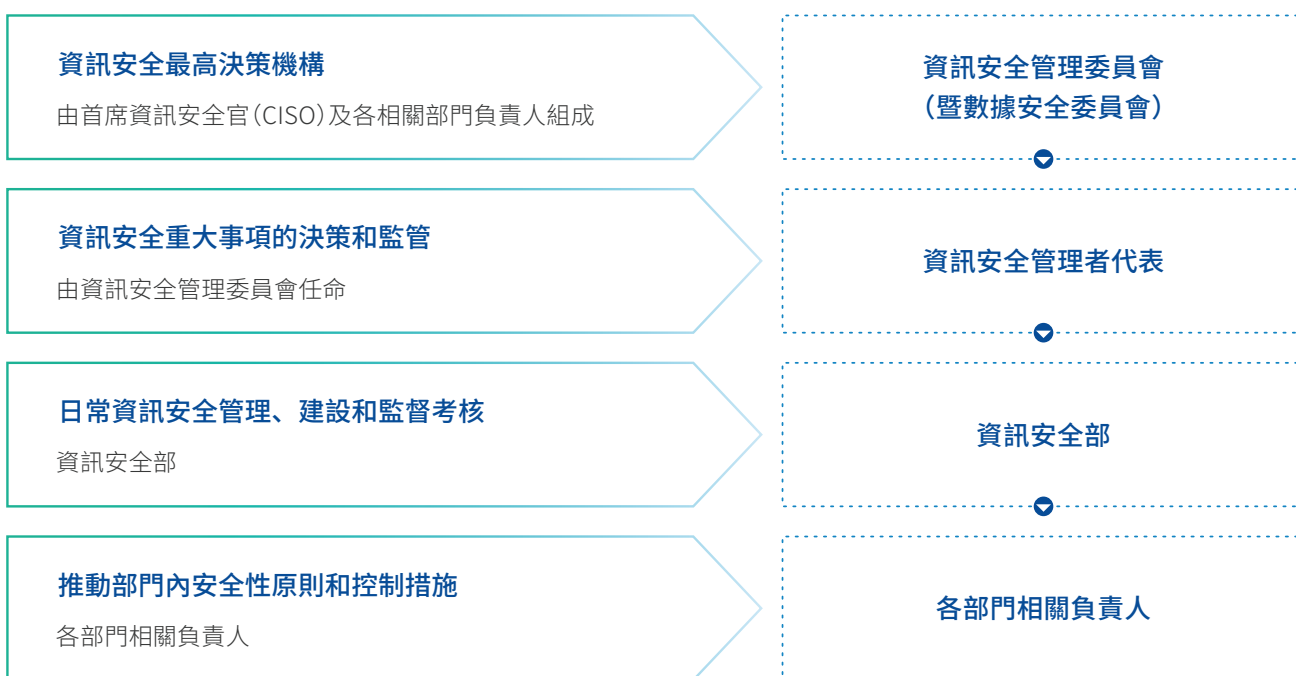 資訊安全最高決策機構
由首席資訊安全官(CISO)及各相關部門負責人組成
資訊安全管理委員會
(暨數據安全委員會)
資訊安全重大事項的決策和監管
由資訊安全管理委員會任命
資訊安全管理者代表
日常資訊安全管理、建設和監督考核
資訊安全部
資訊安全部
推動部門內安全性原則和控制措施
各部門相關負責人
各部門相關負責人